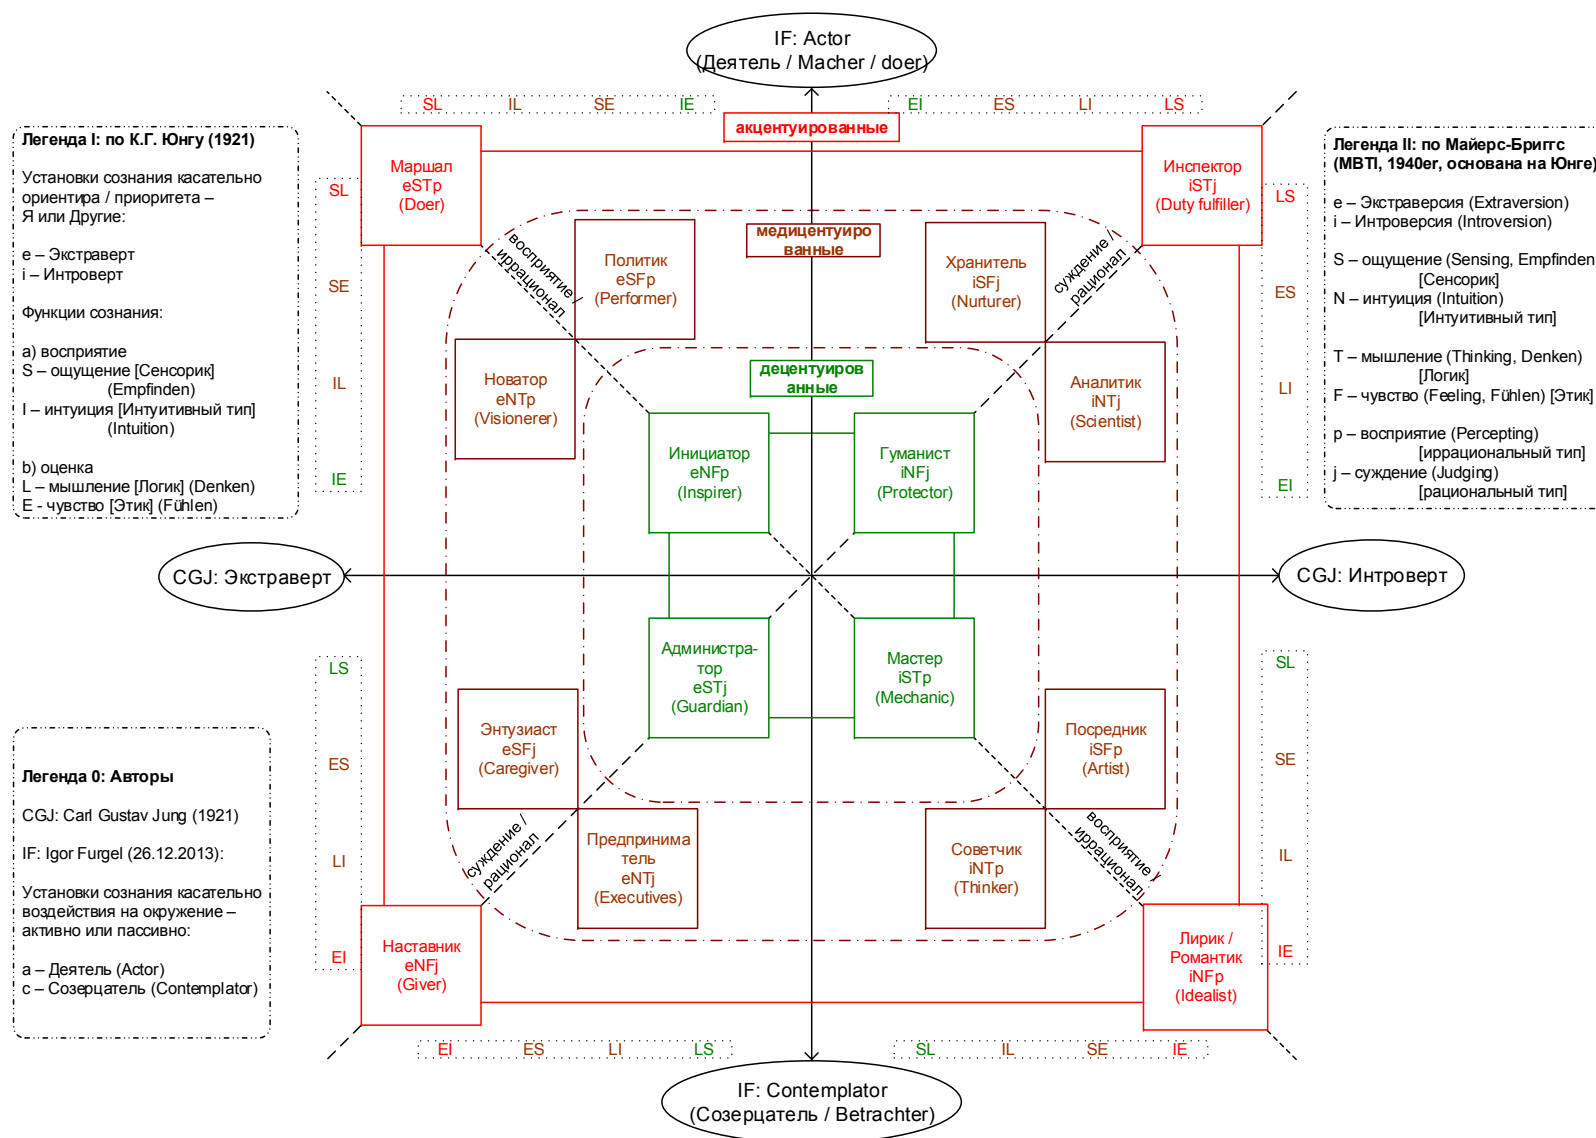 IF: Actor
(Деятель / Macher / doer)
SL IL SE IE
EI ES LI LS
акцентуированные
Легенда I: по К.Г. Юнгу (1921)
Установки сознания касательно
ориентира / приоритета –
Я или Другие:
e – Экстраверт
i – Интроверт
Функции сознания:
a) восприятие
S – ощущение [Сенсорик]
(Empfinden)
I – интуиция [Интуитивный тип]
(Intuition)
b) оценка
L – мышление [Логик] (Denken)
E - чувство [Этик] (Fühlen)
SL
SE
IL
IE
Маршал
eSTp
(Doer)
восприятие /
иррационал
Политик
eSFp
(Performer)
Новатор
eNTp
(Visionerer)
медицентуиро
ванные
децентуиров
анные
Инициатор
eNFp
(Inspirer)
Гуманист
iNFj
(Protector)
Хранитель
iSFj
(Nurturer)
Аналитик
iNTj
(Scientist)
суждение /
рационал
Инспектор
iSTj
(Duty fulfiller)
LS
ES
LI
EI
Легенда II: по Майерс-Бриггс
(MBTI, 1940er, основана на Юнге)
e – Экстраверсия (Extraversion)
i – Интроверсия (Introversion)
S – ощущение (Sensing, Empfinden
[Сенсорик]
N – интуиция (Intuition)
[Интуитивный тип]
T – мышление (Thinking, Denken)
[Логик]
F – чувство (Feeling, Fühlen) [Этик]
p – восприятие (Percepting)
[иррациональный тип]
j – суждение (Judging)
[рациональный тип]
CGJ: Экстраверт
CGJ: Интроверт
Легенда 0: Авторы
CGJ: Carl Gustav Jung (1921)
IF: Igor Furgel (26.12.2013):
Установки сознания касательно
воздействия на окружение –
активно или пассивно:
a – Деятель (Actor)
c – Созерцатель (Contemplator)
LS
ES
LI
EI
Администра-
тор
eSTj
(Guardian)
Мастер
iSTp
(Mechanic)
Энтузиаст
eSFj
(Caregiver)
Предпринима
тель
eNTj
(Executives)
суждение /
рационал
Наставник
eNFj
(Giver)
Посредник
iSFp
(Artist)
Советчик
iNTp
(Thinker)
восприятие /
иррационал
Лирик /
Романтик
iNFp
(Idealist)
SL
SE
IL
IE
EI ES LI LS
SL IL SE IE
IF: Contemplator
(Созерцатель / Betrachter)